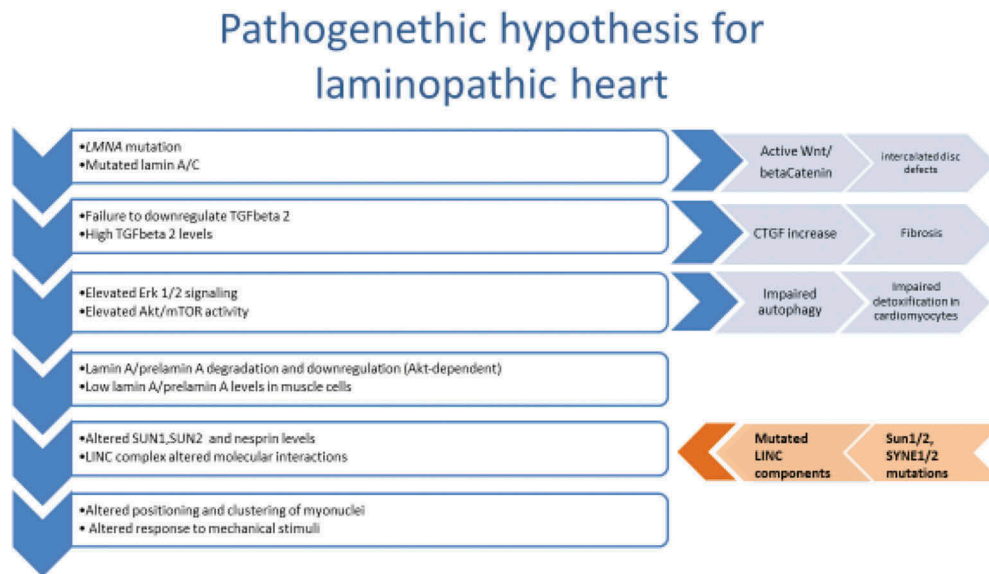 Pathogenethic hypothesis for
laminopathic heart
•LMNA mutation
•Mutated lamin A/C
Active Wnt/
betaCatenin
intercalated disc
defects
•Failure to downregulate TGFbeta 2
•High TGFbeta 2 levels
CTGF increase
Fibrosis
•Elevated Erk 1/2 signaling
•Elevated Akt/mTOR activity
Impaired
autophagy
Impaired
detoxification in
cardiomyocytes
•Lamin A/prelamin A degradation and downregulation (Akt-dependent)
•Low lamin A/prelamin A levels in muscle cells
•Altered SUN1,SUN2 and nesprin levels
•LINC complex altered molecular interactions
Mutated
LINC
components
Sun1/2,
SYNE1/2
mutations
•Altered positioning and clustering of myonuclei
• Altered response to mechanical stimuli